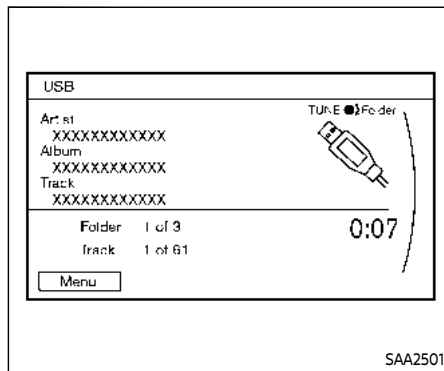 USB
TUNE Folder
Artist
XXXXXXXXXXXX
Album
XXXXXXXXXXXX
Track
XXXXXXXXXXXX
Folder 1 of 3
Track 1 of 61
0:07
Menu
SAA2501